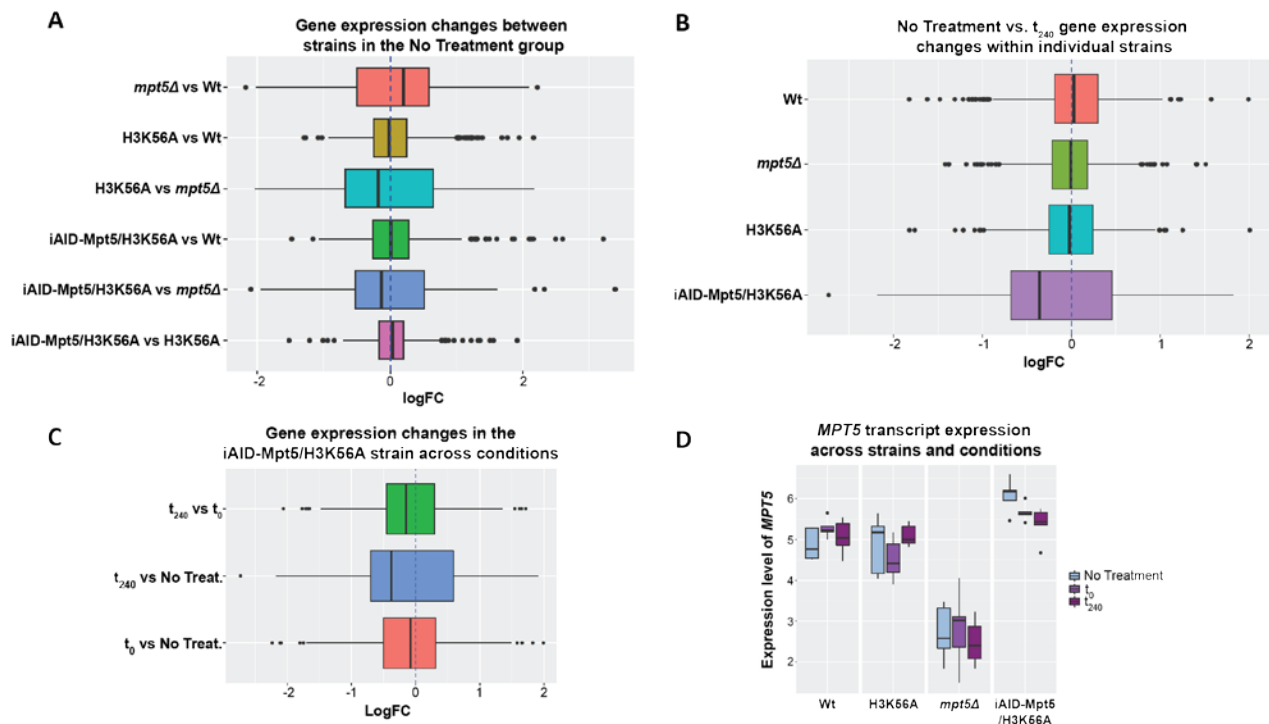 A
Gene expression changes between
strains in the No Treatment group
mpt5Δ vs Wt
H3K56A vs Wt
H3K56A vs mpt5Δ
iAID-Mpt5/H3K56A vs Wt
iAID-Mpt5/H3K56A vs mpt5Δ
iAID-Mpt5/H3K56A vs H3K56A
-2
0
2
logFC
B
No Treatment vs. t240 gene expression
changes within individual strains
Wt
mpt5Δ
H3K56A
iAID-Mpt5/H3K56A
-2
-1
0
1
2
logFC
C
Gene expression changes in the
iAID-Mpt5/H3K56A strain across conditions
t240 vs t0
t240 vs No Treat.
t0 vs No Treat.
-2
-1
0
1
2
LogFC
D
MPT5 transcript expression
across strains and conditions
Expression level of MPT5
6
5
4
3
2
Wt
H3K56A
mpt5Δ
iAID-Mpt5
/H3K56A
No Treatment
t0
t240